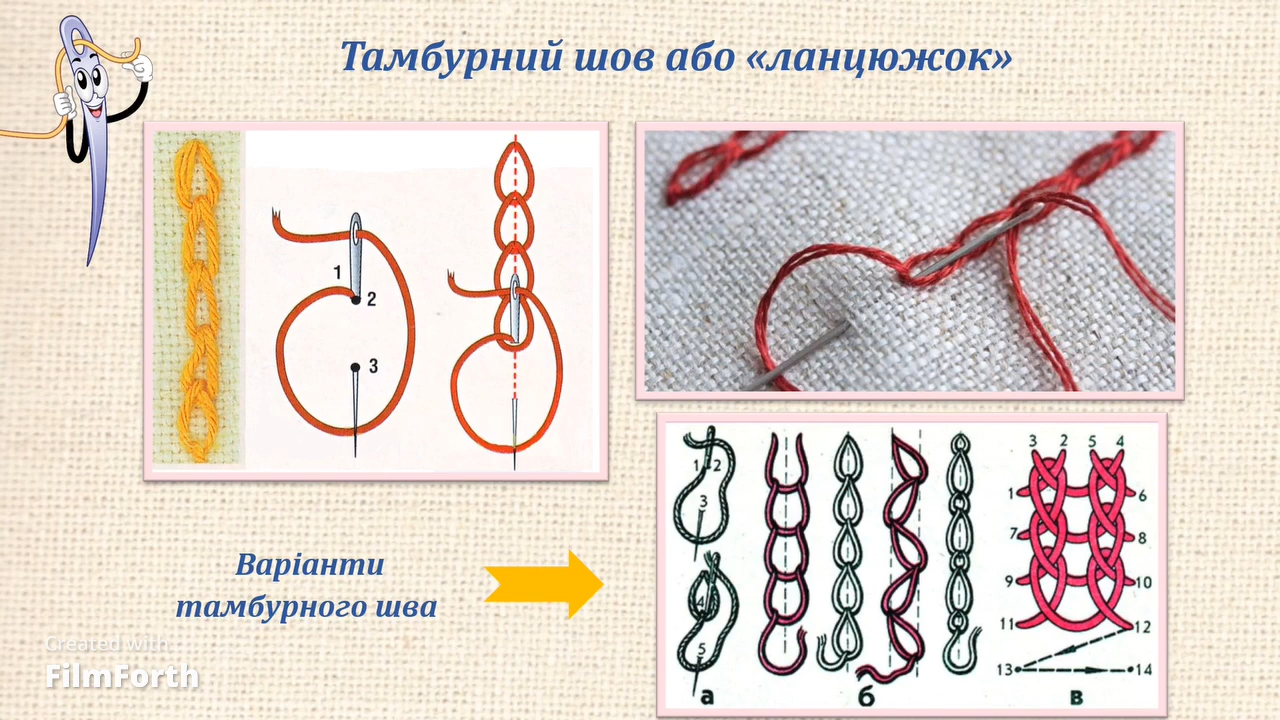 Тамбурний шов або «ланцюжок»
1
2
3
Варіанти
тамбурного шва
Created with
FilmForth
1 2
3
4
5
а
б
3 2 5 4
1 6
7 8
9 10
11 12
13 14
в